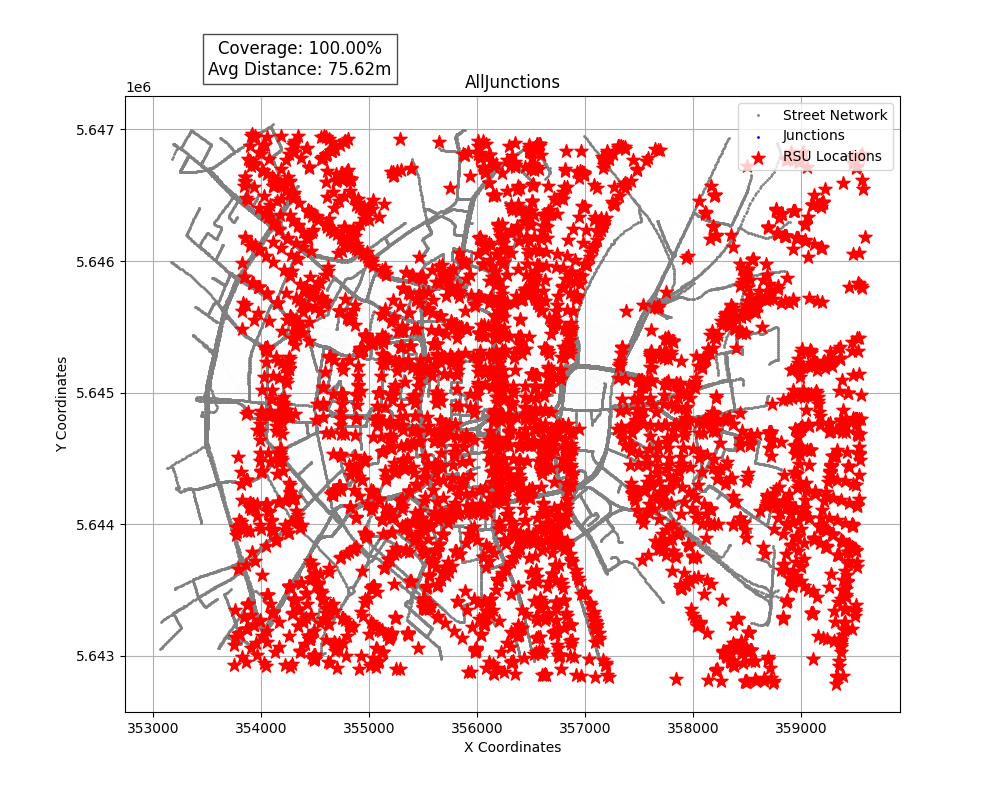 Coverage: 100.00%
Avg Distance: 75.62m
1e6
AllJunctions
Street Network
Junctions
RSU Locations
5.647
5.646
5.645
5.644
5.643
Y Coordinates
353000 354000 355000 356000 357000 358000 359000
X Coordinates